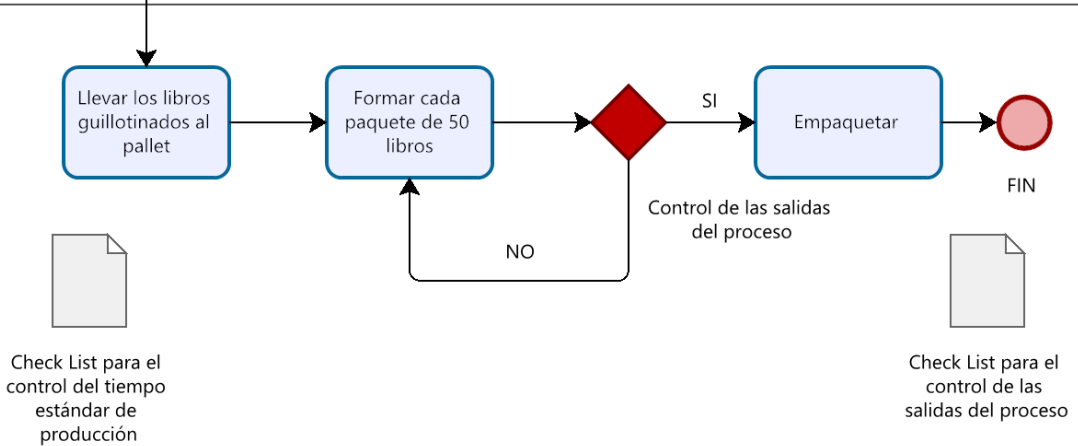 Llevar los libros
guillotinados al
pallet
Formar cada
paquete de 50
libros
SI
Empaquetar
FIN
Control de las salidas
del proceso
NO
Check List para el
control del tiempo
estándar de
producción
Check List para el
control de las
salidas del proceso